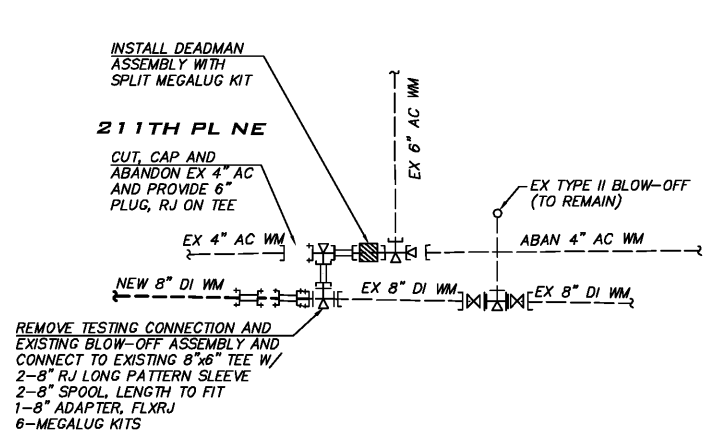 INSTALL DEADMAN
ASSEMBLY WITH
SPLIT MEGALUG KIT
EX 6" AC WM
211TH PL NE
CUT, CAP AND
ABANDON EX 4" AC
AND PROVIDE 6"
PLUG, RJ ON TEE
EX TYPE II BLOW-OFF
(TO REMAIN)
EX 4" AC WM
ABAN 4" AC WM
NEW 8" DI WM
EX 8" DI WM
EX 8" DI WM
REMOVE TESTING CONNECTION AND
EXISTING BLOW-OFF ASSEMBLY AND
CONNECT TO EXISTING 8"x6" TEE W/
2-8" RJ LONG PATTERN SLEEVE
2-8" SPOOL, LENGTH TO FIT
1-8" ADAPTER, FLXRJ
6-MEGALUG KITS